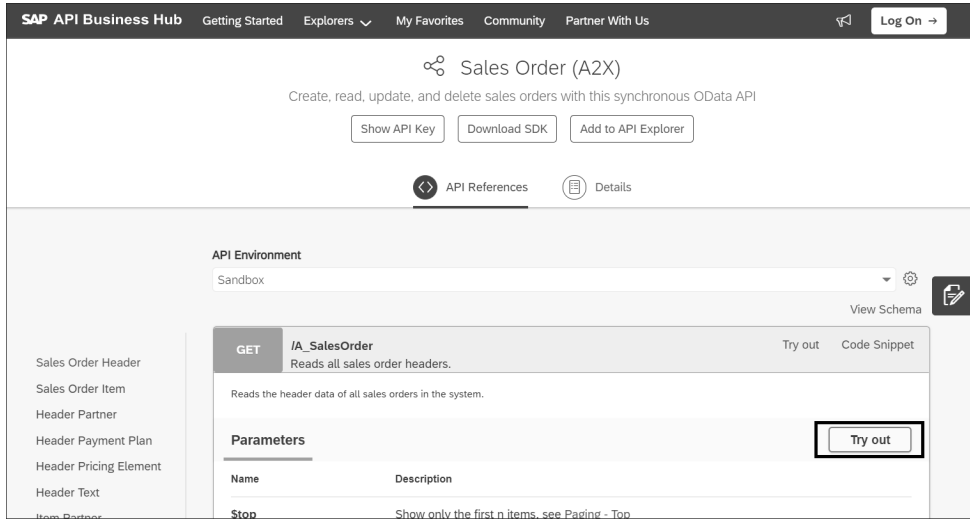 SAP API Business Hub Getting Started Explorers My Favorites Community Partner With Us Log On →
Sales Order (A2X)
Create, read, update, and delete sales orders with this synchronous OData API
Show API Key Download SDK Add to API Explorer
API References Details
API Environment
Sandbox
View Schema
GET /A_SalesOrder Try out Code Snippet
Reads all sales order headers.
Sales Order Header
Sales Order Item
Header Partner
Header Payment Plan
Header Pricing Element
Header Text
Item Partner
Reads the header data of all sales orders in the system.
Parameters Try out
Name Description
$top Show only the first n items, see Paging - Top